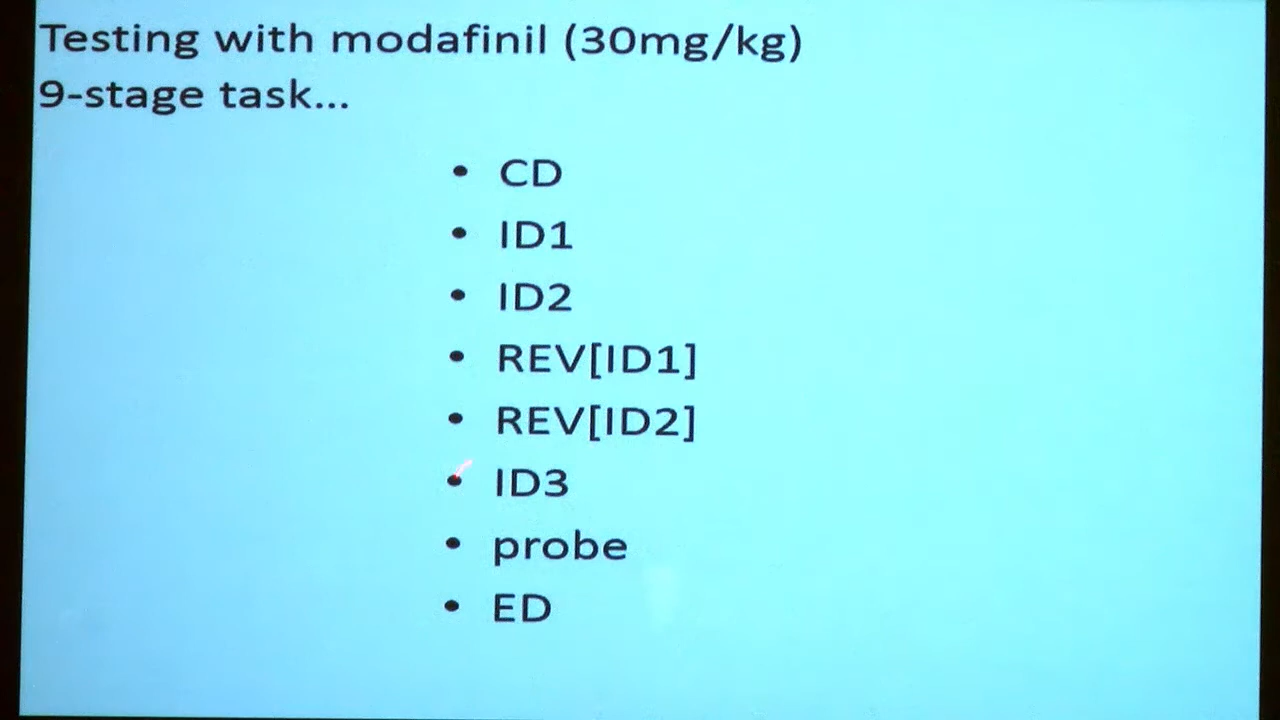 Testing with modafinil (30mg/kg)
9-stage task...
• CD
• ID1
• ID2
• REV[ID1]
• REV[ID2]
• ID3
• probe
• ED